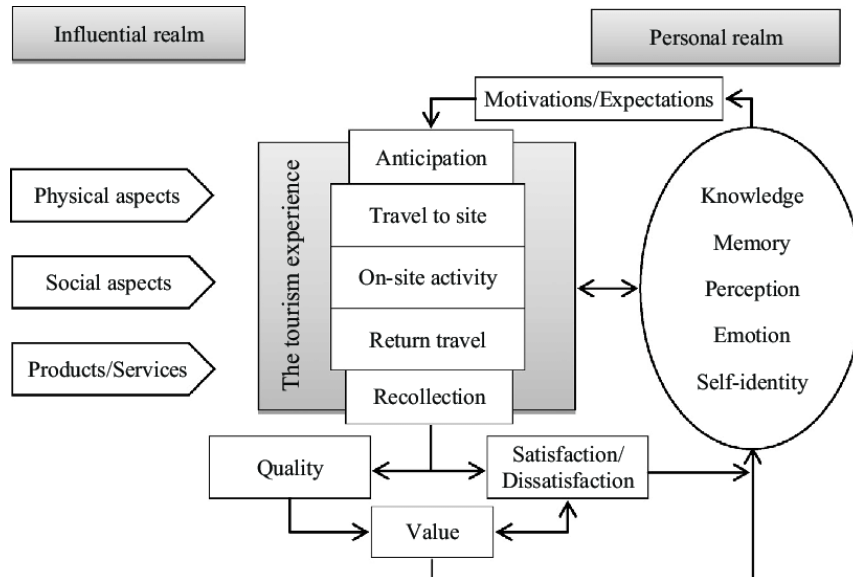 Influential realm
Personal realm
Motivations/Expectations
Physical aspects
Social aspects
Products/Services
The tourism experience
Anticipation
Travel to site
On-site activity
Return travel
Recollection
Knowledge
Memory
Perception
Emotion
Self-identity
Quality
Satisfaction/
Dissatisfaction
Value